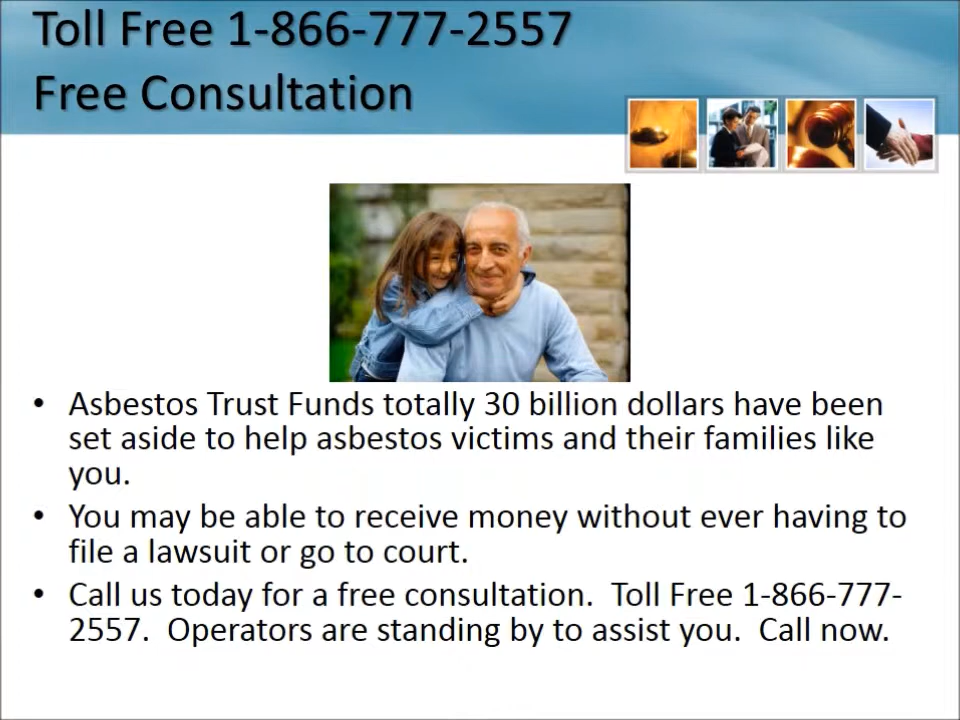 Toll Free 1-866-777-2557
Free Consultation
• Asbestos Trust Funds totally 30 billion dollars have been
set aside to help asbestos victims and their families like
you.
• You may be able to receive money without ever having to
file a lawsuit or go to court.
• Call us today for a free consultation.  Toll Free 1-866-777-
2557.  Operators are standing by to assist you.  Call now.